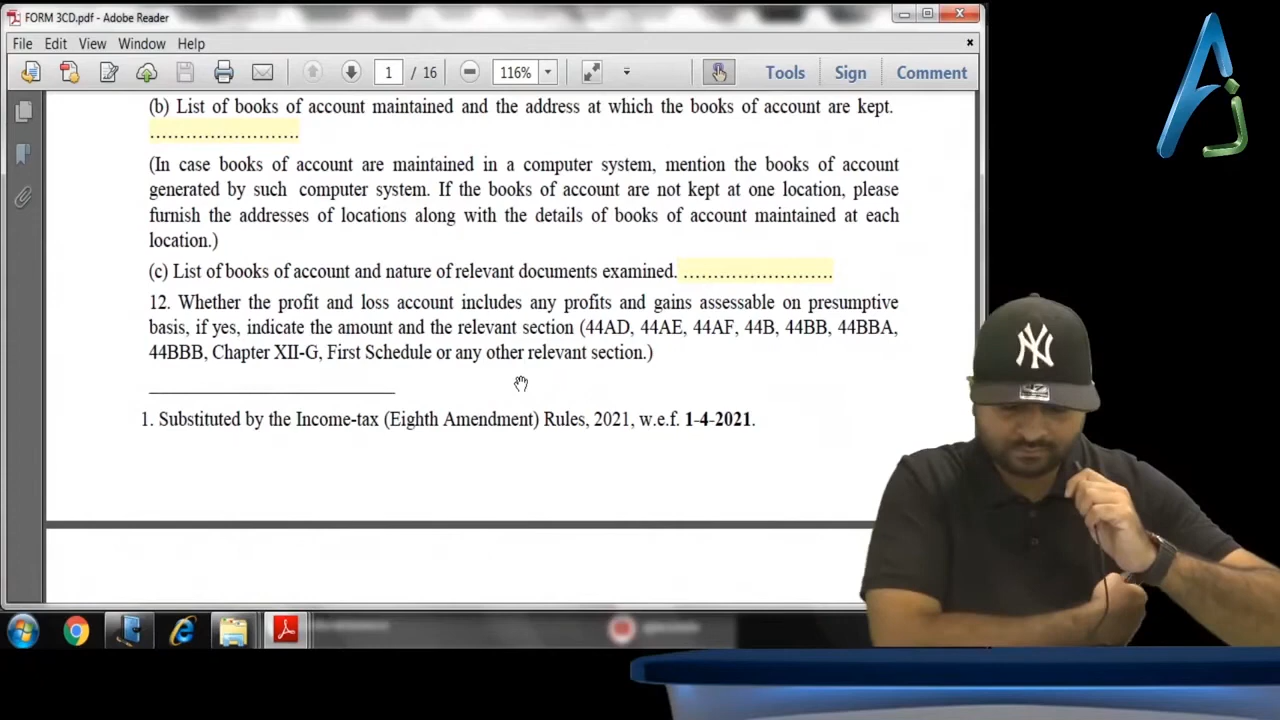 FORM 3CD.pdf - Adobe Reader
File Edit View Window Help
1 / 16 116% Tools Sign Comment
(b) List of books of account maintained and the address at which the books of account are kept.
........................
(In case books of account are maintained in a computer system, mention the books of account
generated by such computer system. If the books of account are not kept at one location, please
furnish the addresses of locations along with the details of books of account maintained at each
location.)
(c) List of books of account and nature of relevant documents examined. ........................
12. Whether the profit and loss account includes any profits and gains assessable on presumptive
basis, if yes, indicate the amount and the relevant section (44AD, 44AE, 44AF, 44B, 44BB, 44BBA,
44BBB, Chapter XII-G, First Schedule or any other relevant section.)
1. Substituted by the Income-tax (Eighth Amendment) Rules, 2021, w.e.f. 1-4-2021.
NY
47
AJ